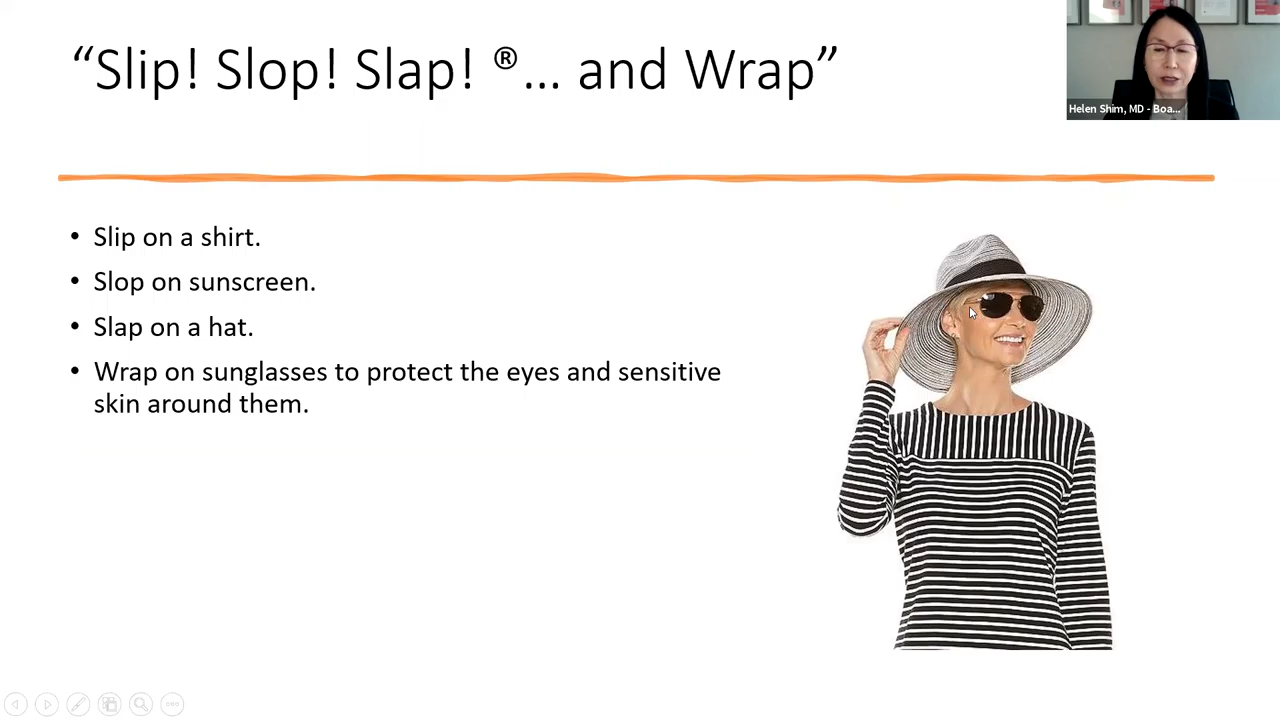 “Slip! Slop! Slap! ®… and Wrap”
Helen Shim, MD - Boa...
• Slip on a shirt.
• Slop on sunscreen.
• Slap on a hat.
• Wrap on sunglasses to protect the eyes and sensitive
skin around them.